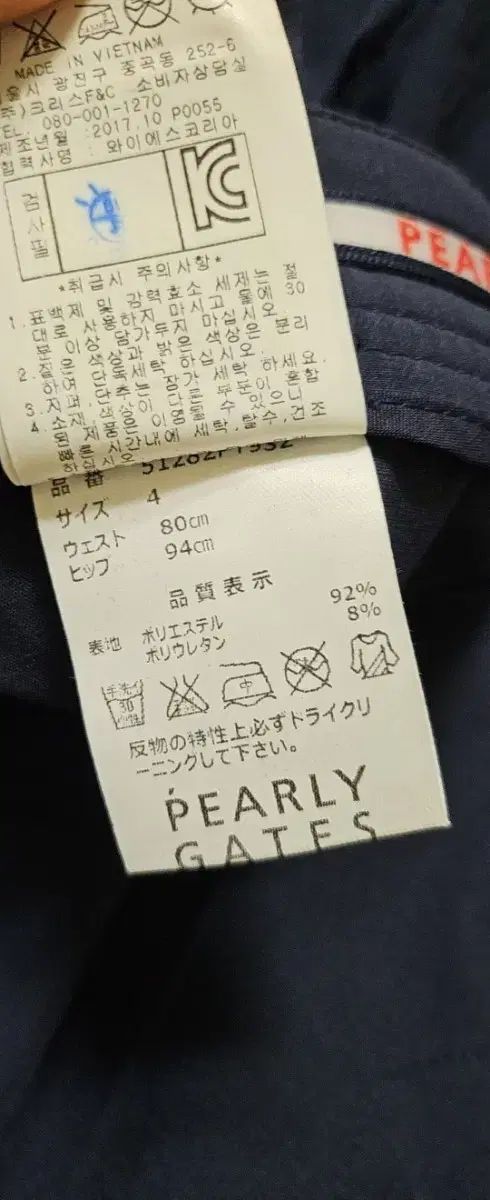 MADE IN VIETNAM
울시 광진구 중곡동 252-6
주)크리스F&C 소비자상담실
TEL. 080-001-1270
제조년월 :2017.10 P0055
협력사명 : 와이에스코리아
검사필
KC
*취급시 주의사항*
1.표백제 및 강력효소 세제는 절
대로 사용하지 마시고 물에 30
분 이상 담가두지 마십시오.
2.짙은 색상과 밝은 색상은 분리
하여 단독세탁 하십시오.
3.지퍼,단추는 잠가 세탁 하세요.
4.소재,색상이 다른 부분이 혼합
된 제품은 이염될 수 있으니
빠른 시간내에 세탁,탈수,건조
하십시오.
PEA
品番
サイズ 4
ウェスト 80cm
ヒップ 94cm
品質表示
表地 ポリエステル 92%
ポリウレタン 8%
手洗イ
30
中性
中
反物の特性上必ずドライクリ
ーニングして下さい。
PEARLY
GATES